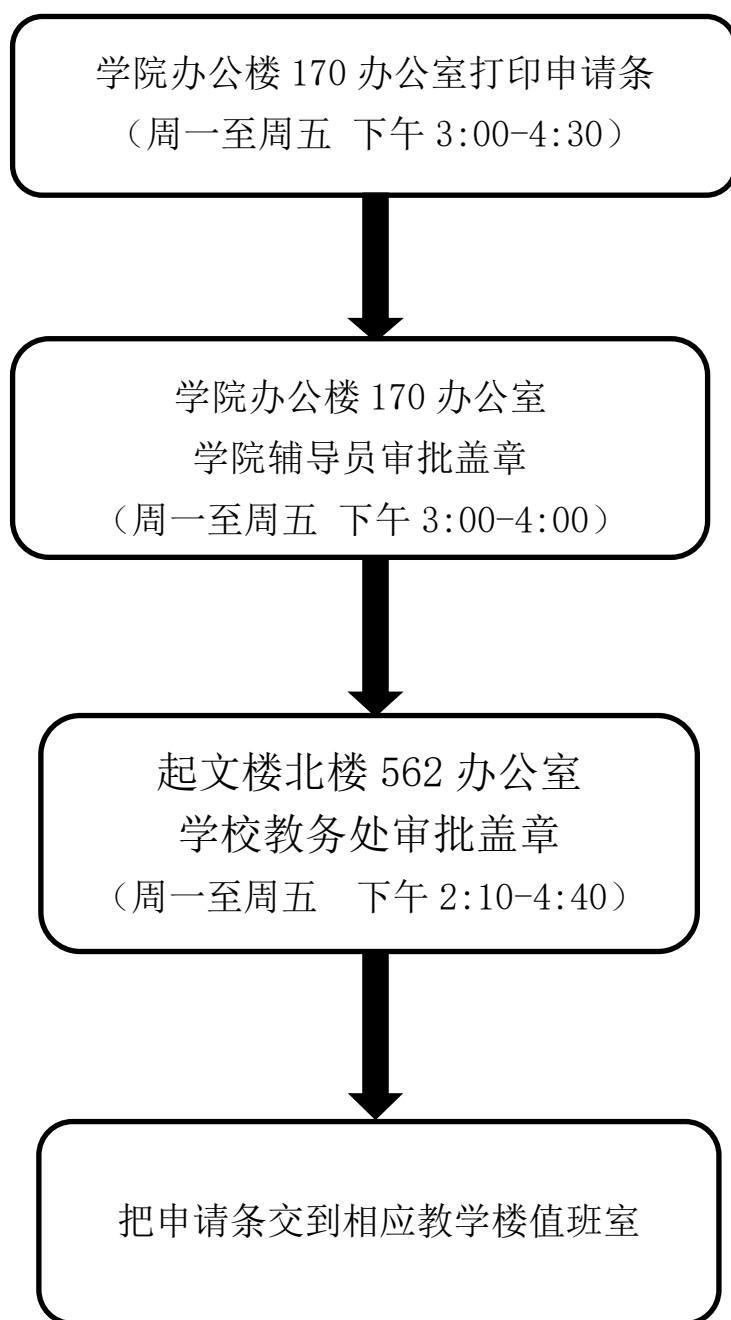 学院办公楼 170 办公室打印申请条
（周一至周五 下午 3:00-4:30）
学院办公楼 170 办公室
学院辅导员审批盖章
（周一至周五 下午 3:00-4:00）
起文楼北楼 562 办公室
学校教务处审批盖章
（周一至周五 下午 2:10-4:40）
把申请条交到相应教学楼值班室